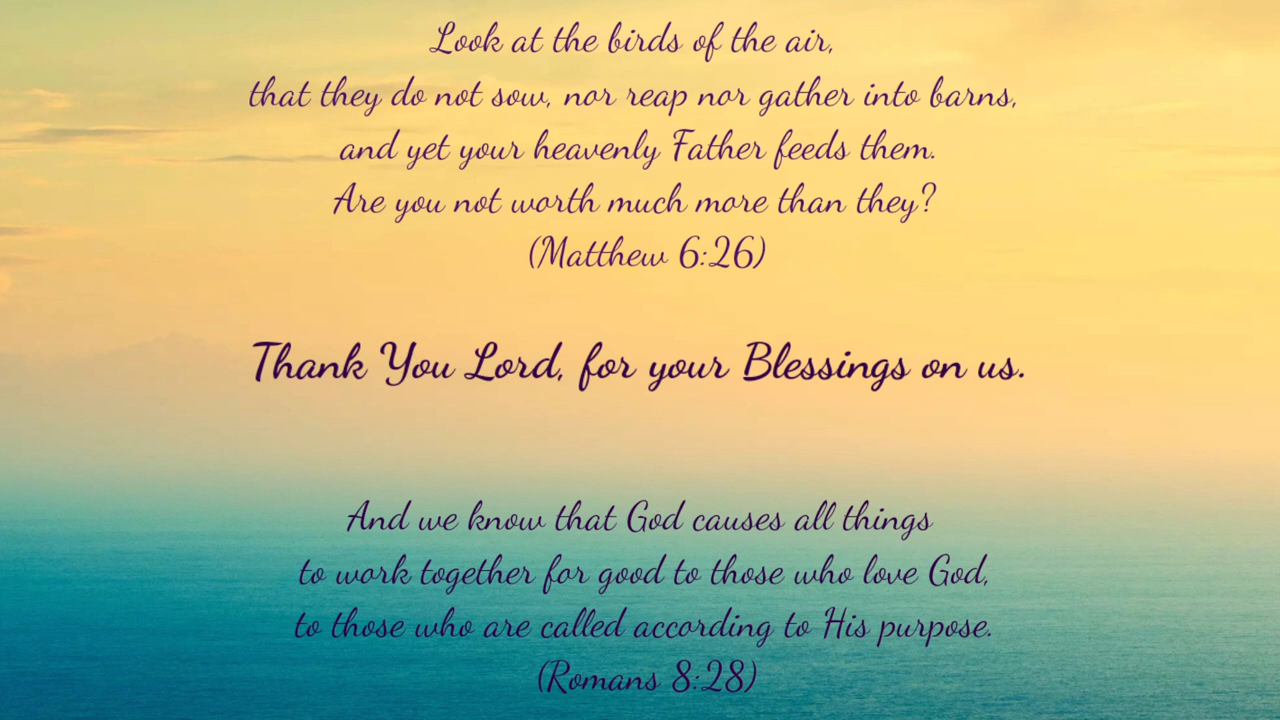 Look at the birds of the air,
that they do not sow, nor reap nor gather into barns,
and yet your heavenly Father feeds them.
Are you not worth much more than they?
(Matthew 6:26)
Thank You Lord, for your Blessings on us.
And we know that God causes all things
to work together for good to those who love God,
to those who are called according to His purpose.
(Romans 8:28)